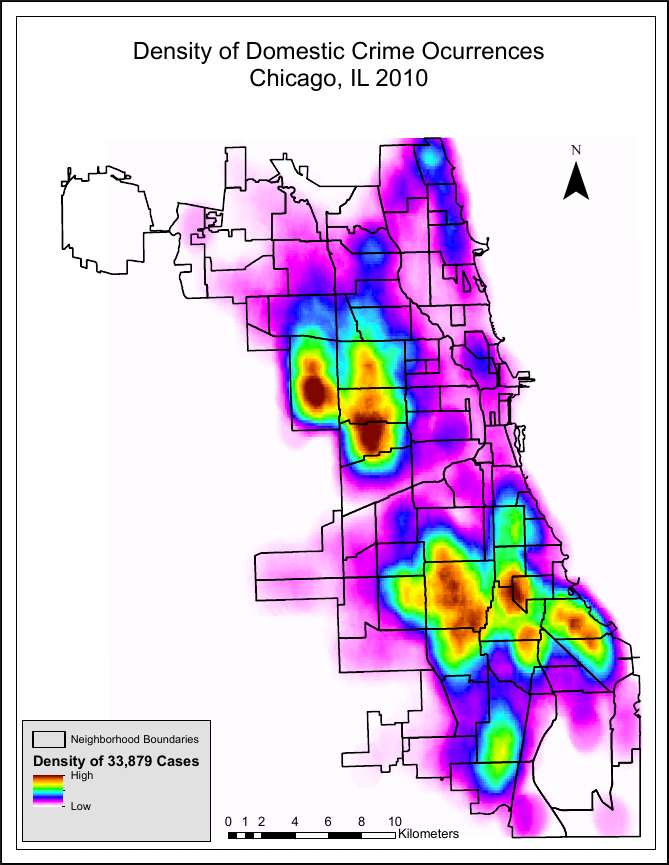 Density of Domestic Crime Ocurrences
Chicago, IL 2010
N
Neighborhood Boundaries
Density of 33,879 Cases
High
Low
0 1 2 4 6 8 10
Kilometers